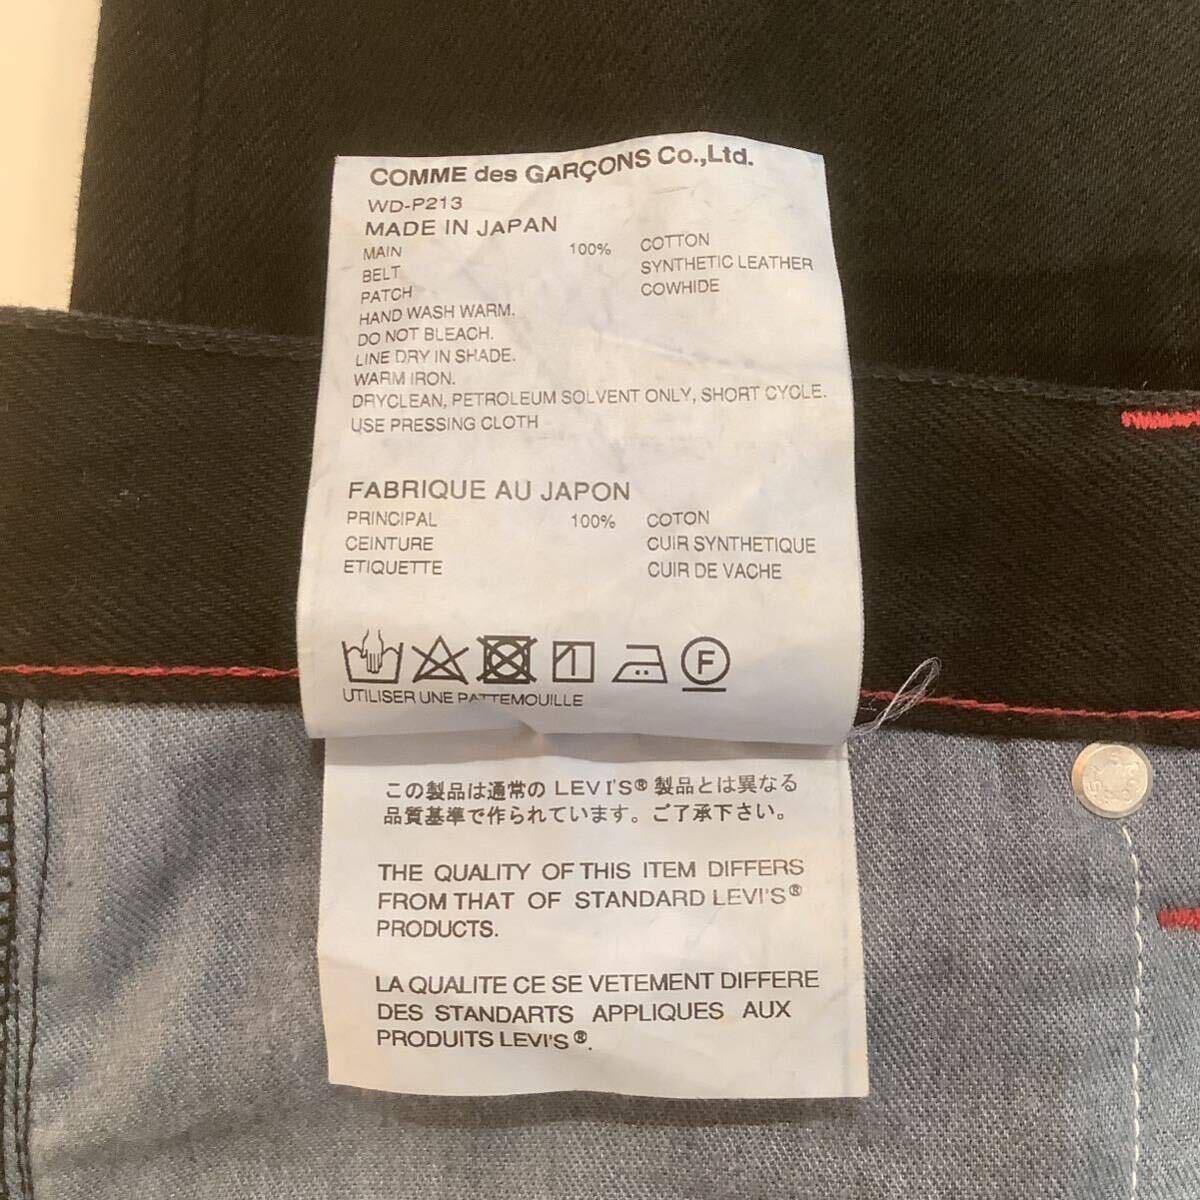 COMME des GARÇONS Co.,Ltd.
WD-P213
MADE IN JAPAN
MAIN 100% COTTON
BELT SYNTHETIC LEATHER
PATCH COWHIDE
HAND WASH WARM.
DO NOT BLEACH.
LINE DRY IN SHADE.
WARM IRON.
DRYCLEAN, PETROLEUM SOLVENT ONLY, SHORT CYCLE.
USE PRESSING CLOTH
FABRIQUE AU JAPON
PRINCIPAL 100% COTON
CEINTURE CUIR SYNTHETIQUE
ETIQUETTE CUIR DE VACHE
F
UTILISER UNE PATTEMOUILLE
この製品は通常の LEVI'S® 製品とは異なる
品質基準で作られています。ご了承下さい。
THE QUALITY OF THIS ITEM DIFFERS
FROM THAT OF STANDARD LEVI'S®
PRODUCTS.
LA QUALITE CE SE VETEMENT DIFFERE
DES STANDARTS APPLIQUES AUX
PRODUITS LEVI'S®.